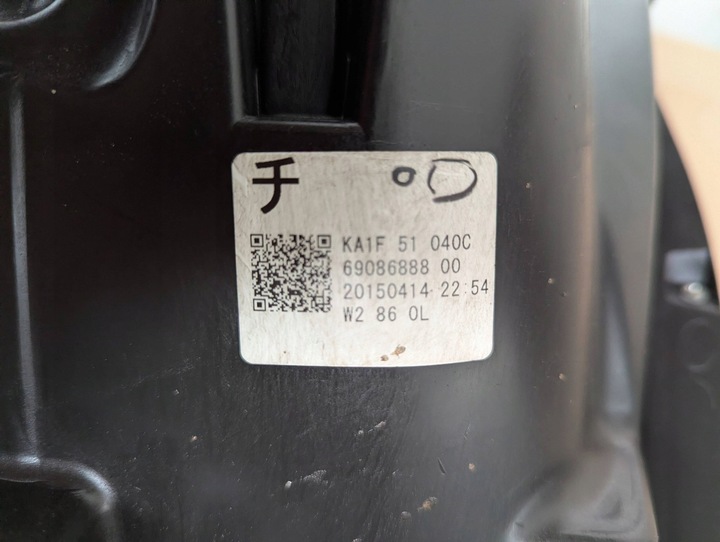 チ
KA1F 51 040C
69086888 00
20150414 22:54
W2 86 0L